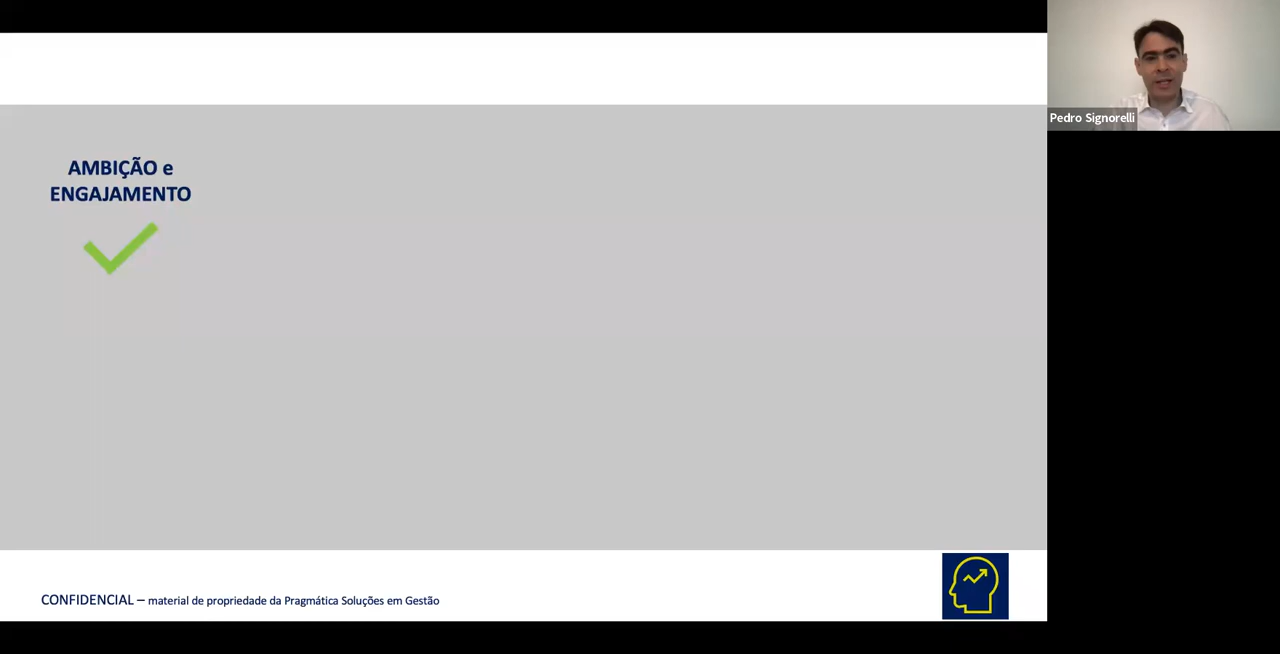 Pedro Signorelli
AMBIÇÃO e
ENGAJAMENTO
CONFIDENCIAL – material de propriedade da Pragmática Soluções em Gestão